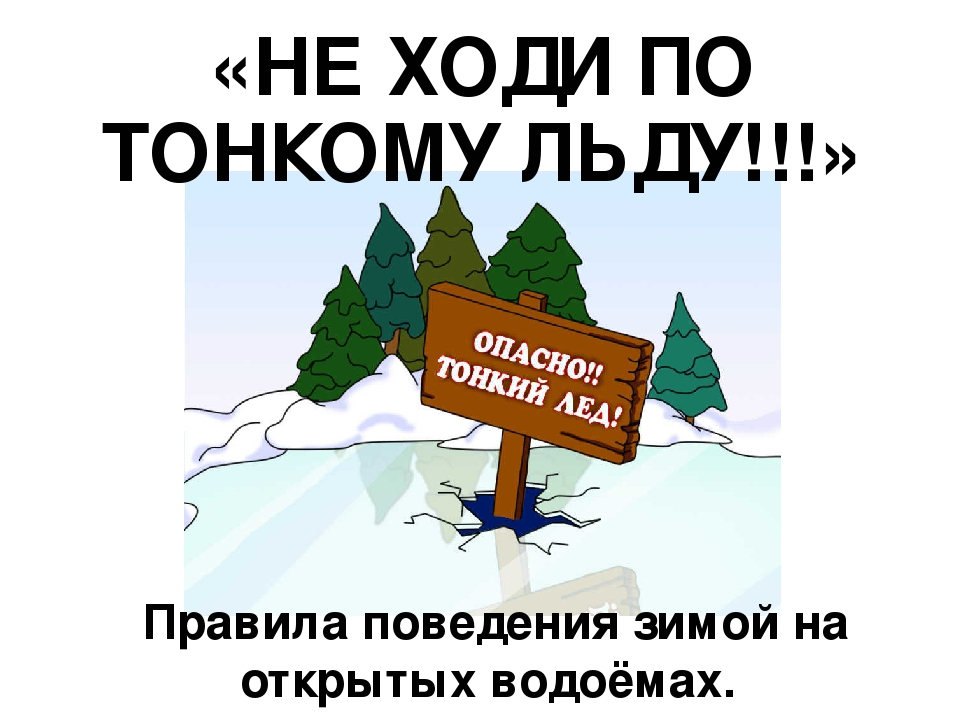 «НЕ ХОДИ ПО
ТОНКОМУ ЛЬДУ!!!»
ОПАСНО!!
ТОНКИЙ ЛЕД!
Правила поведения зимой на
открытых водоёмах.